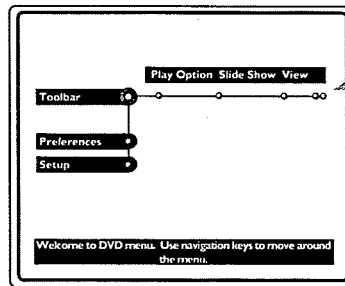 Play Option Slide Show View
Toolbar
Preferences
Setup
Welcome to DVD menu. Use navigation keys to move around
the menu.